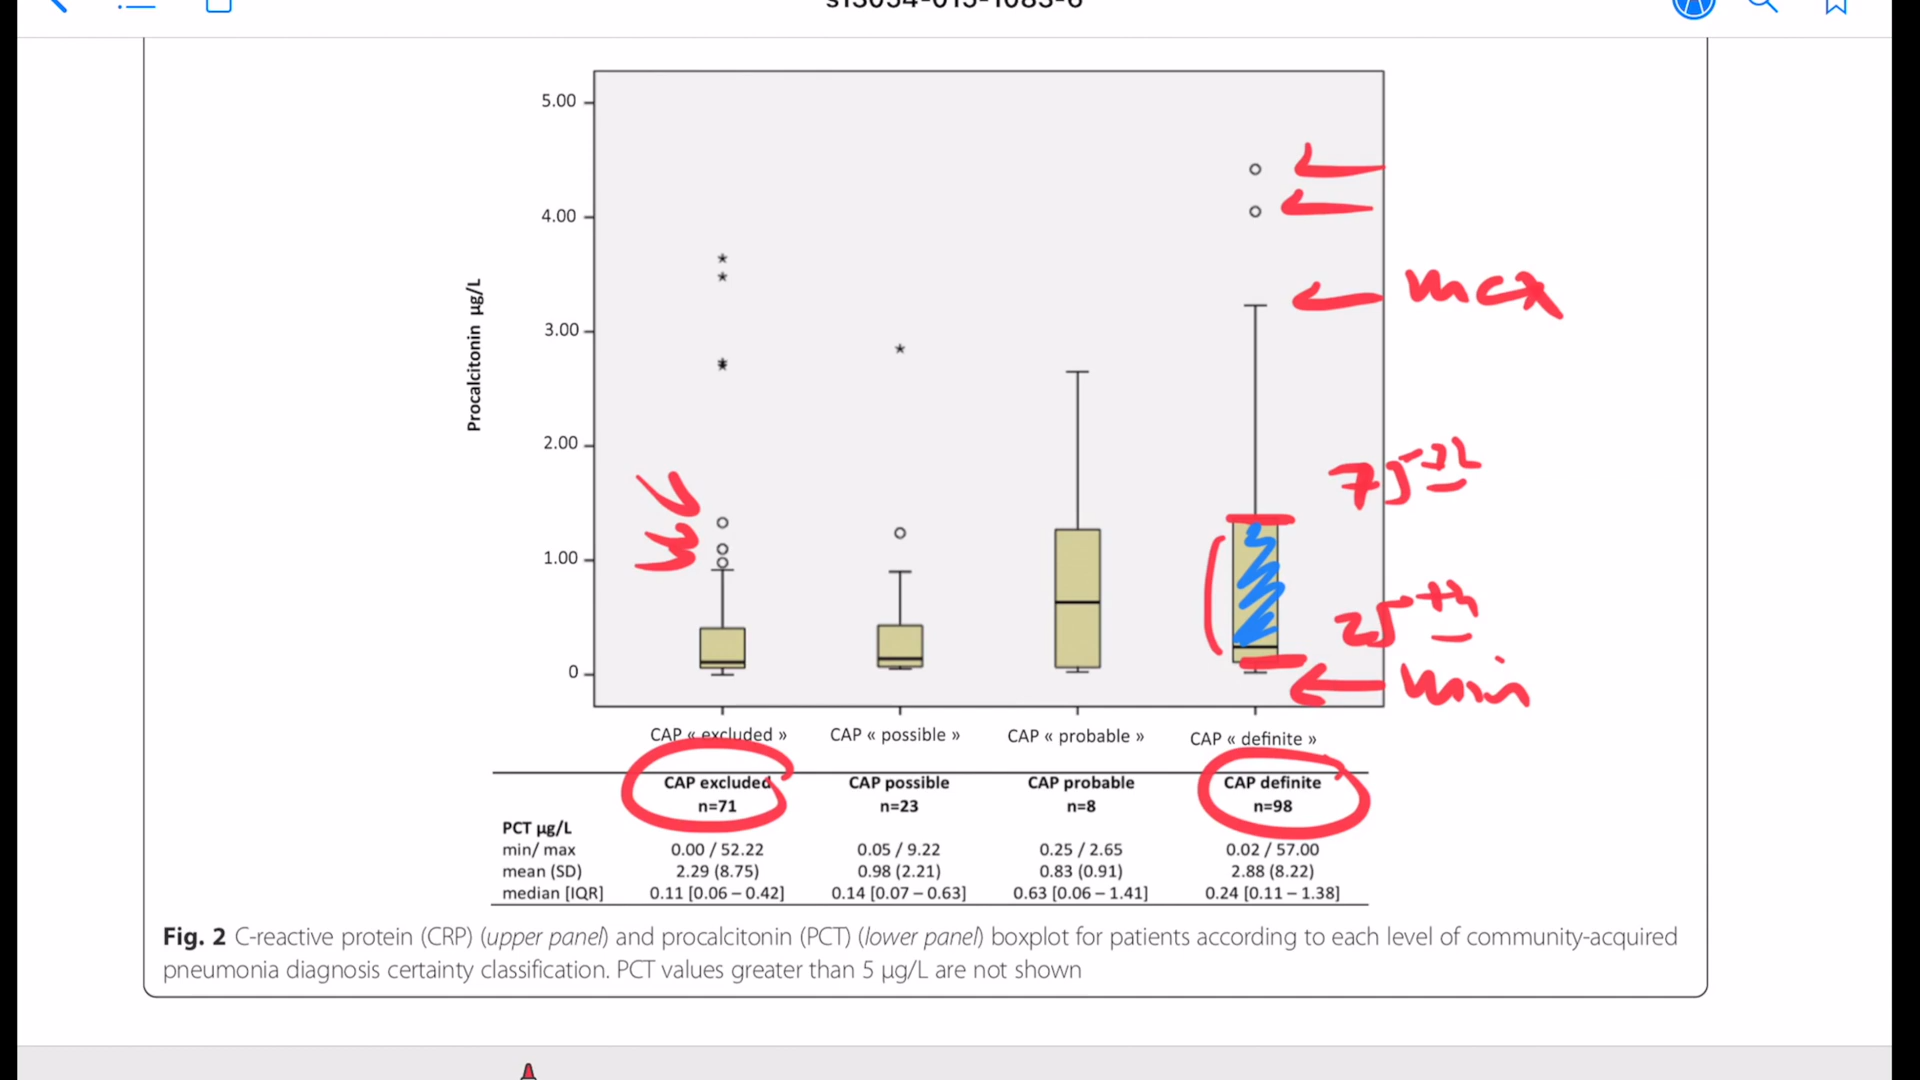 s13054-015-1083-6
5.00
4.00
max
3.00
Procalcitonin µg/L
2.00
75
1.00
25th
0
min
CAP « excluded » CAP « possible » CAP « probable » CAP « definite »
CAP excluded CAP possible CAP probable CAP definite
n=71 n=23 n=8 n=98
PCT µg/L
min/ max 0.00 / 52.22 0.05 / 9.22 0.25 / 2.65 0.02 / 57.00
mean (SD) 2.29 (8.75) 0.98 (2.21) 0.83 (0.91) 2.88 (8.22)
median [IQR] 0.11 [0.06 – 0.42] 0.14 [0.07 – 0.63] 0.63 [0.06 – 1.41] 0.24 [0.11 – 1.38]
Fig. 2 C-reactive protein (CRP) (upper panel) and procalcitonin (PCT) (lower panel) boxplot for patients according to each level of community-acquired
pneumonia diagnosis certainty classification. PCT values greater than 5 µg/L are not shown